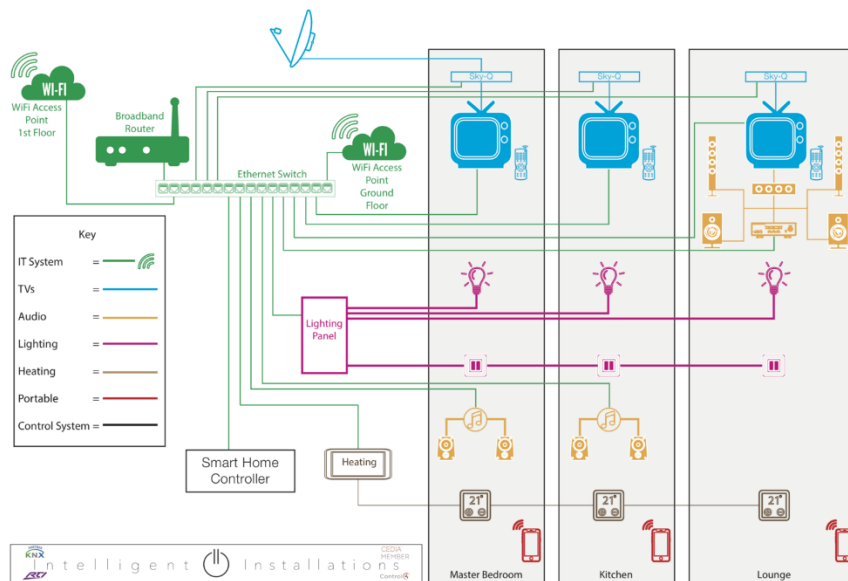 Sky-Q
Sky-Q
Sky-Q
WI-FI
WiFi Access
Point
1st Floor
Broadband
Router
WI-FI
WiFi Access
Point
Ground
Floor
Ethernet Switch
Key
IT System =
TVs =
Audio =
Lighting =
Heating =
Portable =
Control System =
Lighting
Panel
Smart Home
Controller
Heating
21°
21°
21°
Master Bedroom
Kitchen
Lounge
KNX
RTI
Intelligent Installations
CEDIA
MEMBER
Control4